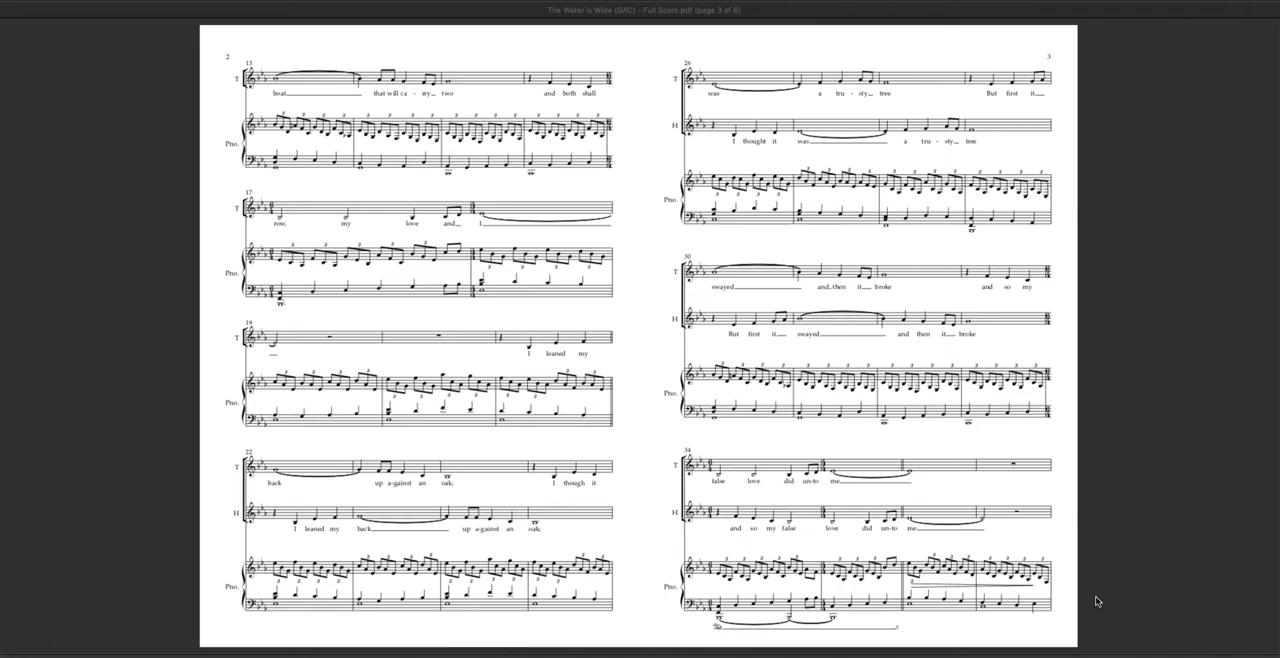 The Water is Wide (GAC) - Full Score.pdf (page 3 of 6)
2
13
T
boat that will ca - rry two and both shall
Pno.
17
T
row, my love and I
Pno.
19
T
I leaned my
Pno.
22
T
back up a-gainst an oak; I though it
H
I leaned my back up a-gainst an oak;
Pno.
3
26
T
was a tru - sty tree But first it
H
I thought it was a tru - sty tree
Pno.
30
T
swayed and then it broke and so my
H
But first it swayed and then it broke
Pno.
34
T
false love did un-to me
H
and so my false love did un-to me
Pno.